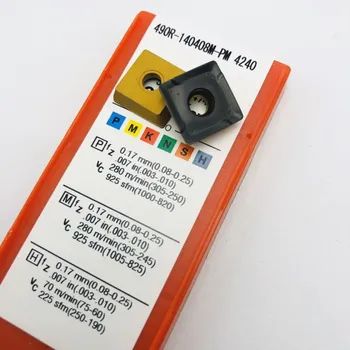 490R-140408M-PM 4240
P M K N S H
P fz 0.17 mm(0.08-0.25)
.007 in(.003-.010)
vc 280 m/min(305-250)
925 sfm(1000-820)
M fz 0.17 mm(0.08-0.25)
.007 in(.003-.010)
vc 280 m/min(305-245)
925 sfm(1005-825)
H fz 0.17 mm(0.08-0.25)
.007 in(.003-.010)
vc 70 m/min(75-60)
225 sfm(250-190)